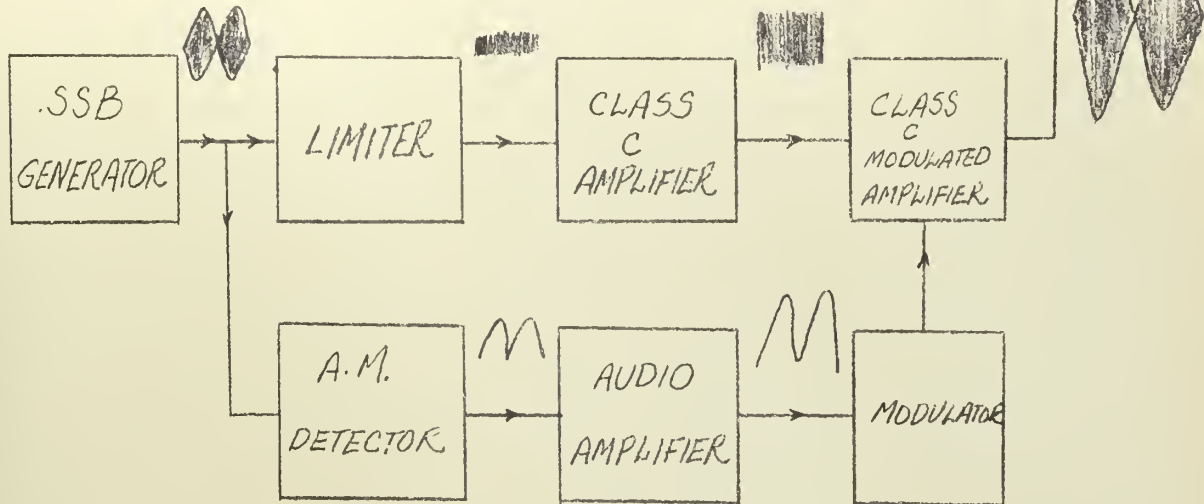 .SSB
GENERATOR
LIMITER
CLASS
C
AMPLIFIER
CLASS
C
MODULATED
AMPLIFIER
A.M.
DETECTOR
AUDIO
AMPLIFIER
MODULATOR